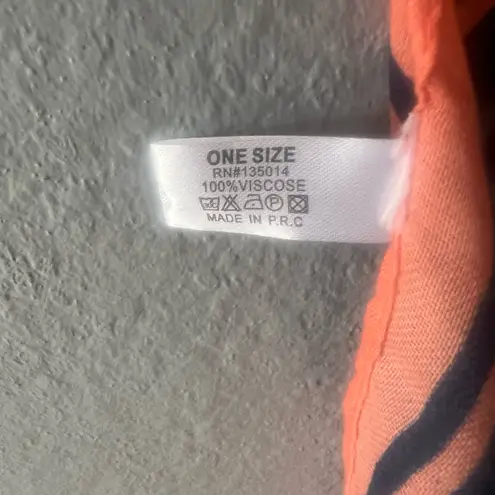 ONE SIZE
RN#135014
100%VISCOSE
MADE IN P.R.C